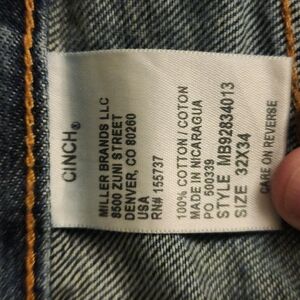 CINCH®
MILLER BRANDS LLC
8500 ZUNI STREET
DENVER, CO 80260
USA
RN# 155737
100% COTTON / COTON
MADE IN NICARAGUA
PO 500339
STYLE MB92834013
SIZE 32X34
CARE ON REVERSE